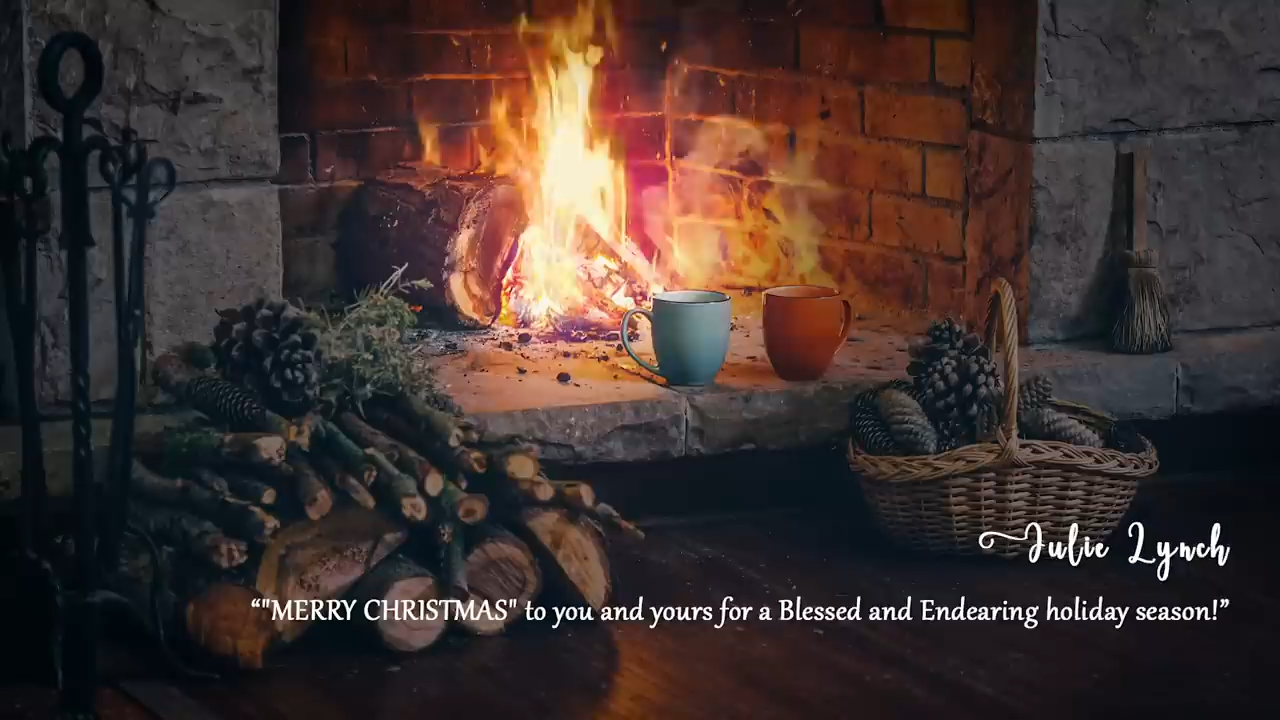 Julie Lynch
“"MERRY CHRISTMAS" to you and yours for a Blessed and Endearing holiday season!”